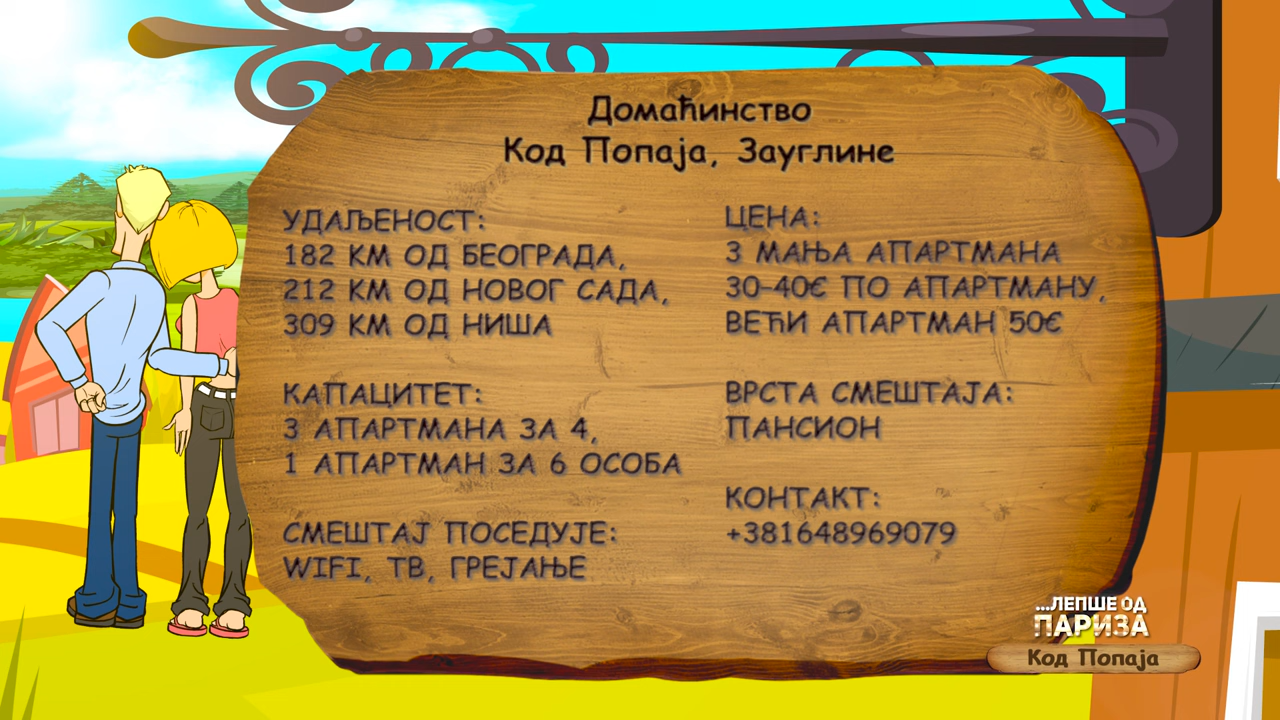 Домаћинство
Код Попаја, Зауглине
УДАЉЕНОСТ:
182 КМ ОД БЕОГРАДА,
212 КМ ОД НОВОГ САДА,
309 КМ ОД НИША
КАПАЦИТЕТ:
3 АПАРТМАНА ЗА 4,
1 АПАРТМАН ЗА 6 ОСОБА
СМЕШТАЈ ПОСЕДУЈЕ:
WIFI, ТВ, ГРЕЈАЊЕ
ЦЕНА:
3 МАЊА АПАРТМАНА
30-40€ ПО АПАРТМАНУ,
ВЕЋИ АПАРТМАН 50€
ВРСТА СМЕШТАЈА:
ПАНСИОН
КОНТАКТ:
+381648969079
...ЛЕПШЕ ОД
ПАРИЗА
Код Попаја